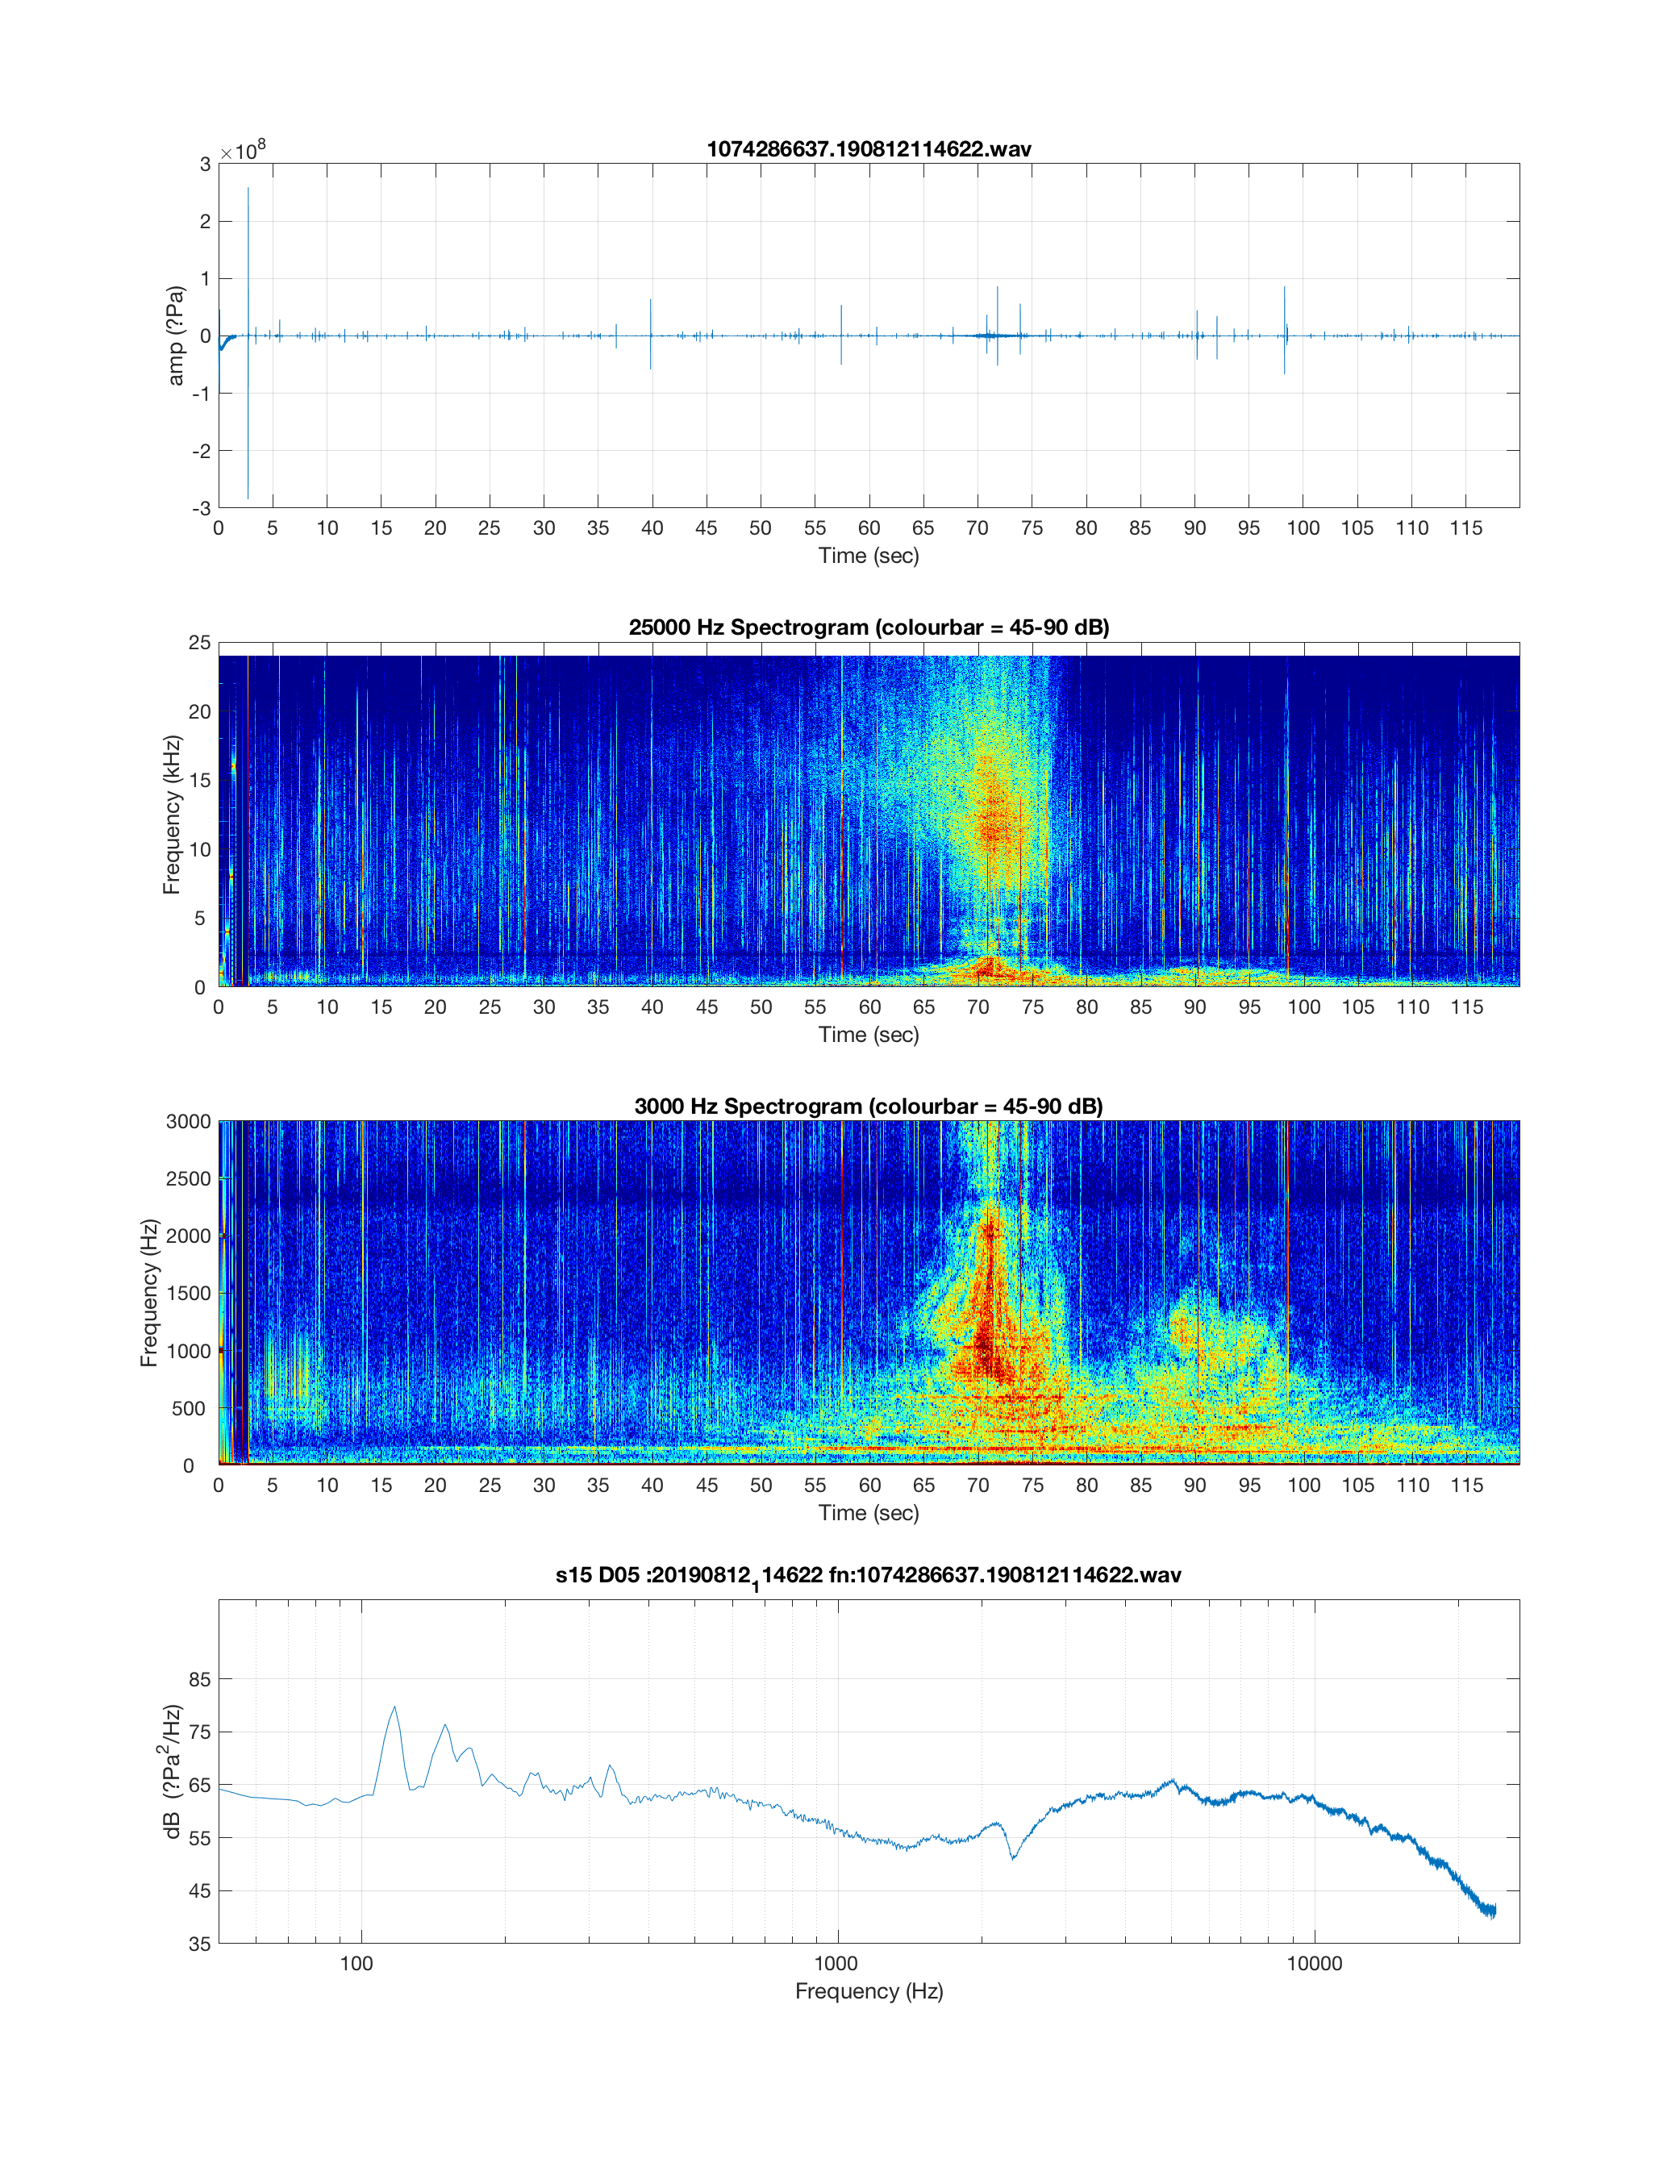 1074286637.190812114622.wav
×10⁸
3
2
1
0
-1
-2
-3
amp (?Pa)
0 5 10 15 20 25 30 35 40 45 50 55 60 65 70 75 80 85 90 95 100 105 110 115
Time (sec)
25000 Hz Spectrogram (colourbar = 45-90 dB)
25
20
15
10
5
0
Frequency (kHz)
0 5 10 15 20 25 30 35 40 45 50 55 60 65 70 75 80 85 90 95 100 105 110 115
Time (sec)
3000 Hz Spectrogram (colourbar = 45-90 dB)
3000
2500
2000
1500
1000
500
0
Frequency (Hz)
0 5 10 15 20 25 30 35 40 45 50 55 60 65 70 75 80 85 90 95 100 105 110 115
Time (sec)
s15 D05 :20190812₁14622 fn:1074286637.190812114622.wav
85
75
65
55
45
35
dB (?Pa²/Hz)
100 1000 10000
Frequency (Hz)